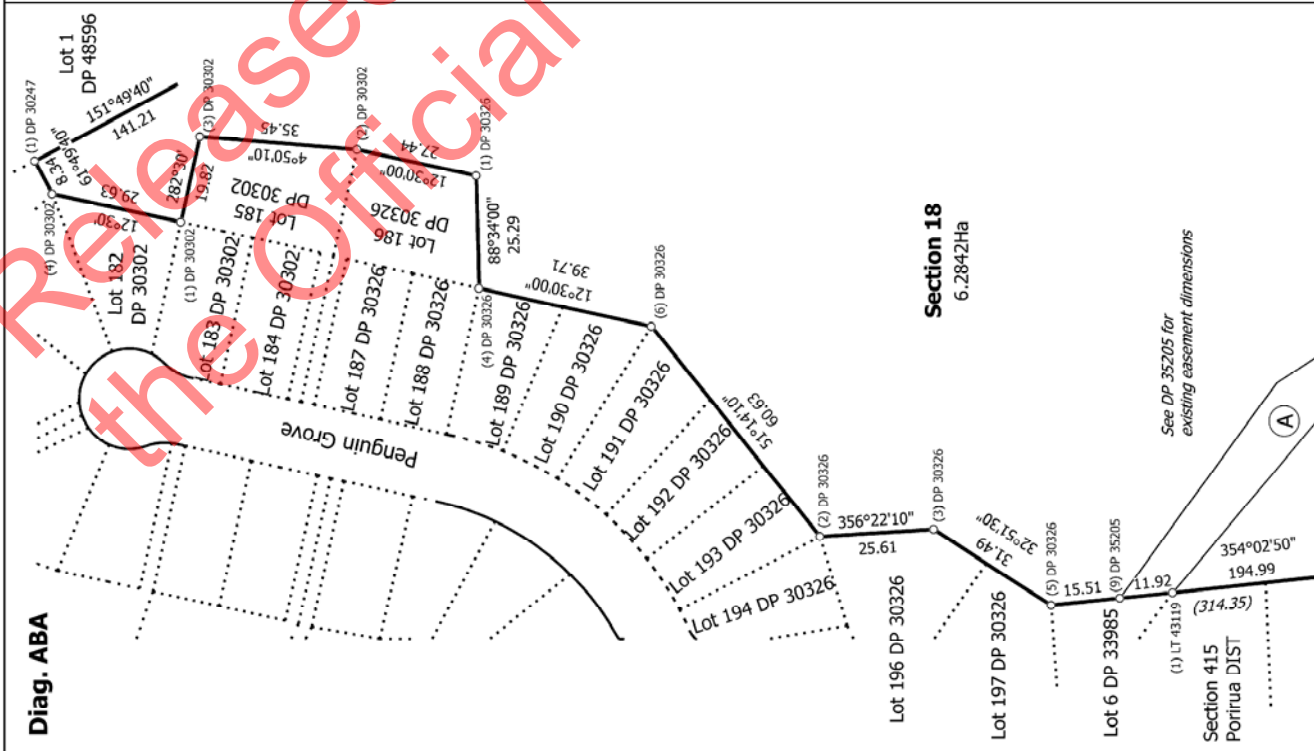 Diag. ABA
Released
the Official
Lot 1
DP 48596
(1) DP 30247
151°49'40"
141.21
8.34
61°49'40"
(4) DP 30302
29.63
12°30'
Lot 182
DP 30302
(3) DP 30302
282°30'
19.82
(1) DP 30302
35.45
4°50'10"
Lot 185
DP 30302
(2) DP 30302
Lot 183 DP 30302
Lot 184 DP 30302
27.44
12°30'00"
Lot 186
DP 30326
(1) DP 30326
88°34'00"
25.29
Lot 187 DP 30326
Lot 188 DP 30326
(4) DP 30326
Penguin Grove
Lot 189 DP 30326
39.71
12°30'00"
Lot 190 DP 30326
(6) DP 30326
Lot 191 DP 30326
51°14'10"
60.63
Lot 192 DP 30326
Lot 193 DP 30326
Lot 194 DP 30326
(2) DP 30326
356°22'10"
25.61
(3) DP 30326
Lot 196 DP 30326
32°51'30"
31.49
Lot 197 DP 30326
(5) DP 30326
15.51
(9) DP 35205
Lot 6 DP 33985
11.92
(1) LT 43119
354°02'50"
194.99
(314.35)
Section 415
Porirua DIST
Section 18
6.2842Ha
See DP 35205 for
existing easement dimensions
A